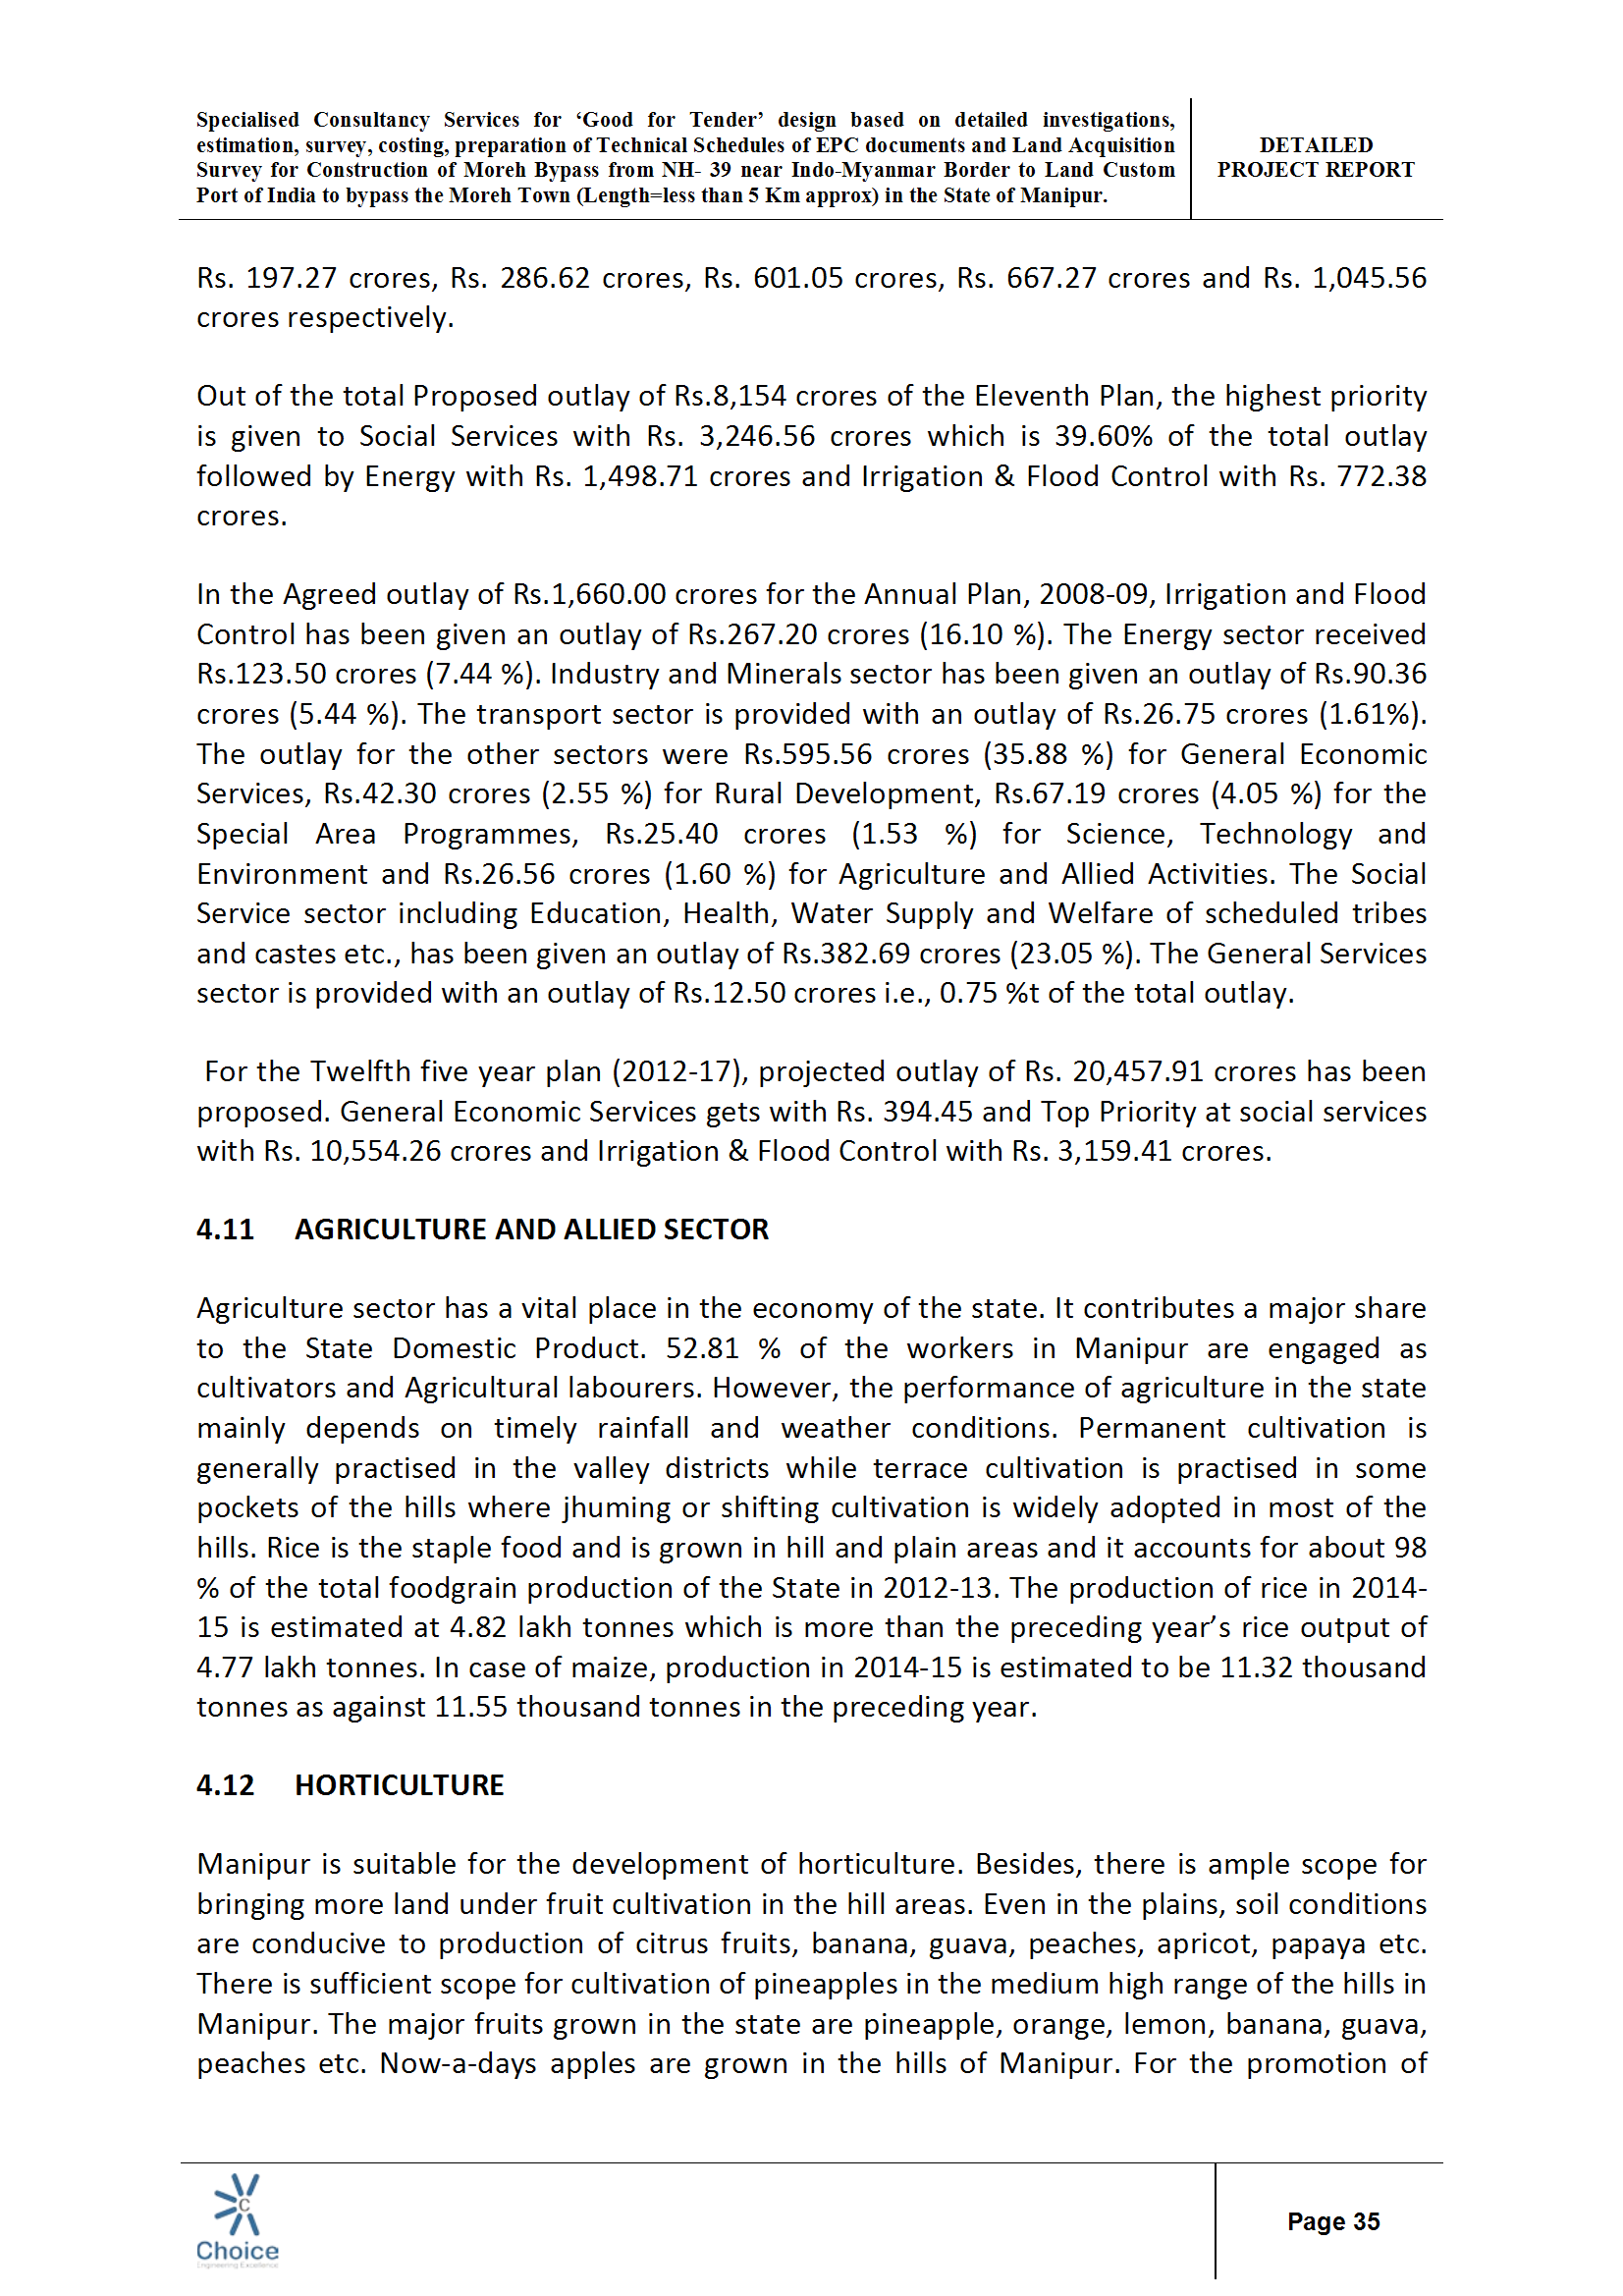 Specialised Consultancy Services for ‘Good for Tender’ design based on detailed investigations,
estimation, survey, costing, preparation of Technical Schedules of EPC documents and Land Acquisition
Survey for Construction of Moreh Bypass from NH- 39 near Indo-Myanmar Border to Land Custom
Port of India to bypass the Moreh Town (Length=less than 5 Km approx) in the State of Manipur.
DETAILED
PROJECT REPORT
Rs. 197.27 crores, Rs. 286.62 crores, Rs. 601.05 crores, Rs. 667.27 crores and Rs. 1,045.56
crores respectively.
Out of the total Proposed outlay of Rs.8,154 crores of the Eleventh Plan, the highest priority
is given to Social Services with Rs. 3,246.56 crores which is 39.60% of the total outlay
followed by Energy with Rs. 1,498.71 crores and Irrigation & Flood Control with Rs. 772.38
crores.
In the Agreed outlay of Rs.1,660.00 crores for the Annual Plan, 2008-09, Irrigation and Flood
Control has been given an outlay of Rs.267.20 crores (16.10 %). The Energy sector received
Rs.123.50 crores (7.44 %). Industry and Minerals sector has been given an outlay of Rs.90.36
crores (5.44 %). The transport sector is provided with an outlay of Rs.26.75 crores (1.61%).
The outlay for the other sectors were Rs.595.56 crores (35.88 %) for General Economic
Services, Rs.42.30 crores (2.55 %) for Rural Development, Rs.67.19 crores (4.05 %) for the
Special Area Programmes, Rs.25.40 crores (1.53 %) for Science, Technology and
Environment and Rs.26.56 crores (1.60 %) for Agriculture and Allied Activities. The Social
Service sector including Education, Health, Water Supply and Welfare of scheduled tribes
and castes etc., has been given an outlay of Rs.382.69 crores (23.05 %). The General Services
sector is provided with an outlay of Rs.12.50 crores i.e., 0.75 %t of the total outlay.
For the Twelfth five year plan (2012-17), projected outlay of Rs. 20,457.91 crores has been
proposed. General Economic Services gets with Rs. 394.45 and Top Priority at social services
with Rs. 10,554.26 crores and Irrigation & Flood Control with Rs. 3,159.41 crores.
4.11 AGRICULTURE AND ALLIED SECTOR
Agriculture sector has a vital place in the economy of the state. It contributes a major share
to the State Domestic Product. 52.81 % of the workers in Manipur are engaged as
cultivators and Agricultural labourers. However, the performance of agriculture in the state
mainly depends on timely rainfall and weather conditions. Permanent cultivation is
generally practised in the valley districts while terrace cultivation is practised in some
pockets of the hills where jhuming or shifting cultivation is widely adopted in most of the
hills. Rice is the staple food and is grown in hill and plain areas and it accounts for about 98
% of the total foodgrain production of the State in 2012-13. The production of rice in 2014-
15 is estimated at 4.82 lakh tonnes which is more than the preceding year’s rice output of
4.77 lakh tonnes. In case of maize, production in 2014-15 is estimated to be 11.32 thousand
tonnes as against 11.55 thousand tonnes in the preceding year.
4.12 HORTICULTURE
Manipur is suitable for the development of horticulture. Besides, there is ample scope for
bringing more land under fruit cultivation in the hill areas. Even in the plains, soil conditions
are conducive to production of citrus fruits, banana, guava, peaches, apricot, papaya etc.
There is sufficient scope for cultivation of pineapples in the medium high range of the hills in
Manipur. The major fruits grown in the state are pineapple, orange, lemon, banana, guava,
peaches etc. Now-a-days apples are grown in the hills of Manipur. For the promotion of
C
Choice
Engineering Excellence
Page 35